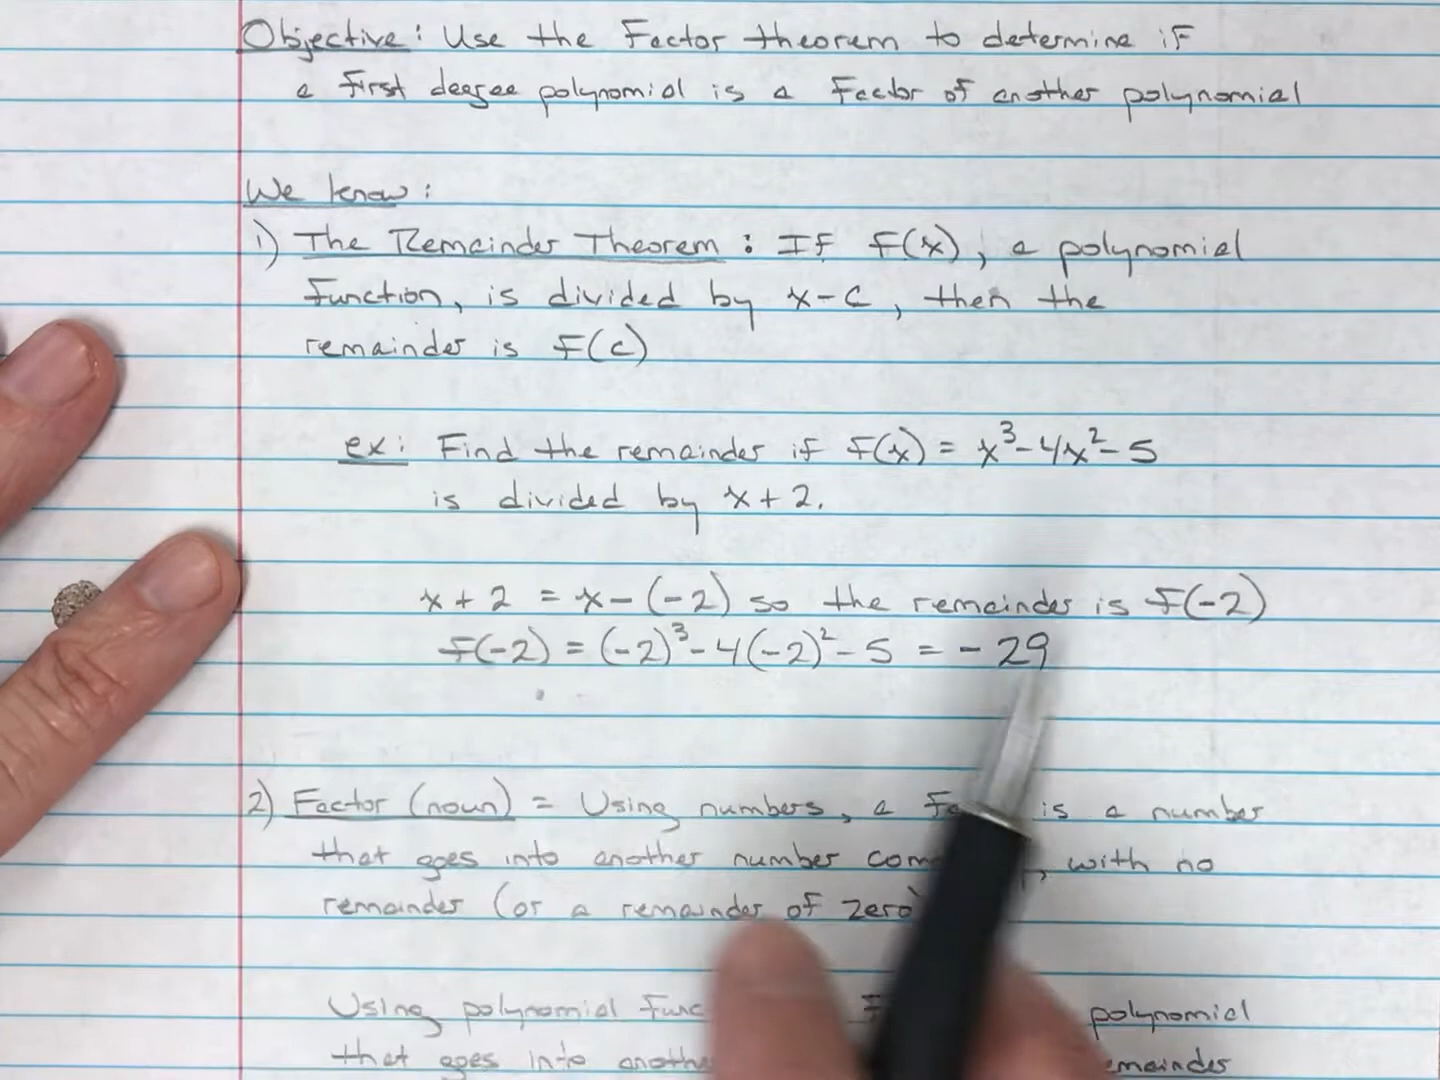 Objective: Use the Factor theorem to determine if
a first degree polynomial is a factor of another polynomial
We know:
1) The Remainder Theorem: If f(x), a polynomial
function, is divided by x-c, then the
remainder is f(c)
ex: Find the remainder if f(x) = x³-4x²-5
is divided by x+2.
x+2 = x-(-2) so the remainder is f(-2)
f(-2) = (-2)³-4(-2)²-5 = -29
2) Factor (noun) = Using numbers, a is a number
that goes into another number with no
remainder (or a remainder of zero)
Using polynomial polynomial
that goes into